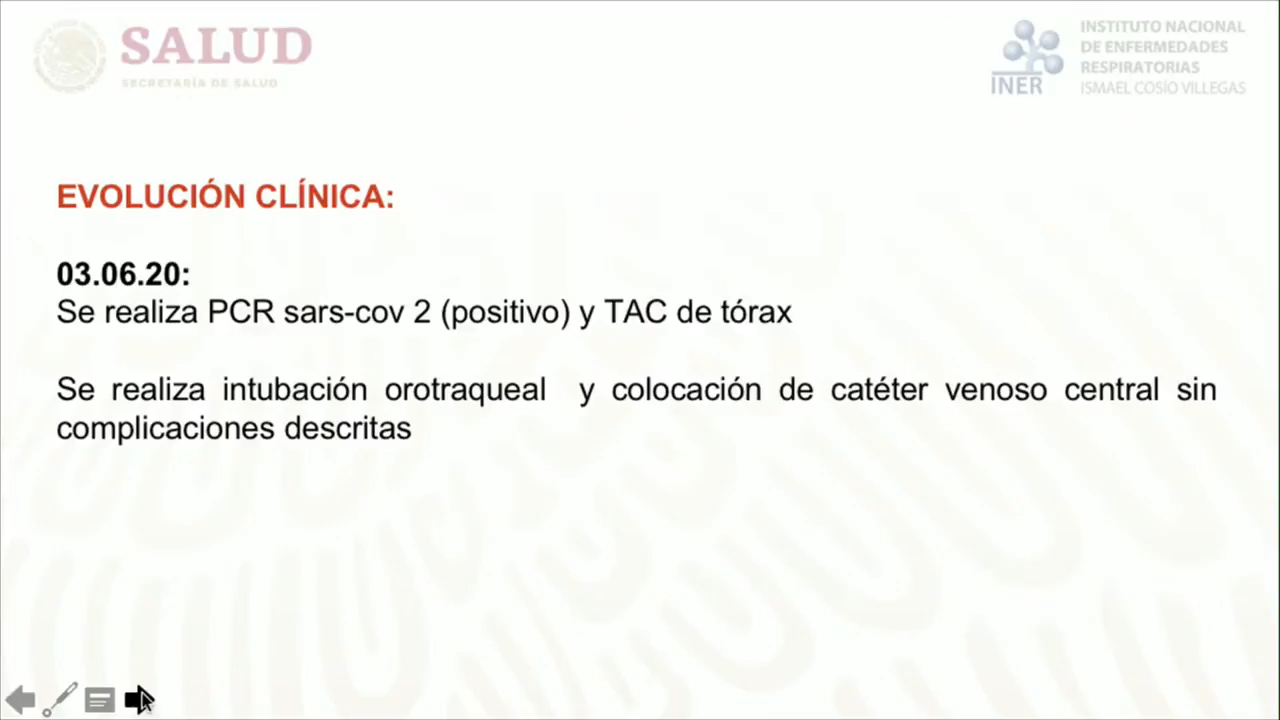 SALUD
SECRETARÍA DE SALUD
INER
INSTITUTO NACIONAL
DE ENFERMEDADES
RESPIRATORIAS
ISMAEL COSÍO VILLEGAS
EVOLUCIÓN CLÍNICA:
03.06.20:
Se realiza PCR sars-cov 2 (positivo) y TAC de tórax
Se realiza intubación orotraqueal y colocación de catéter venoso central sin
complicaciones descritas